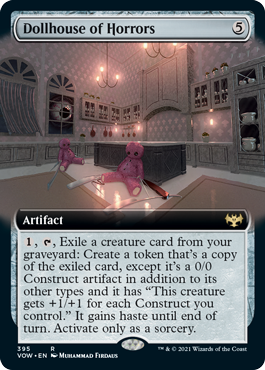 Dollhouse of Horrors 5
Artifact
1, T, Exile a creature card from your
graveyard: Create a token that's a copy
of the exiled card, except it's a 0/0
Construct artifact in addition to its
other types and it has "This creature
gets +1/+1 for each Construct you
control." It gains haste until end of
turn. Activate only as a sorcery.
395 R
VOW • EN MUHAMMAD FIRDAUS ™ & © 2021 Wizards of the Coast